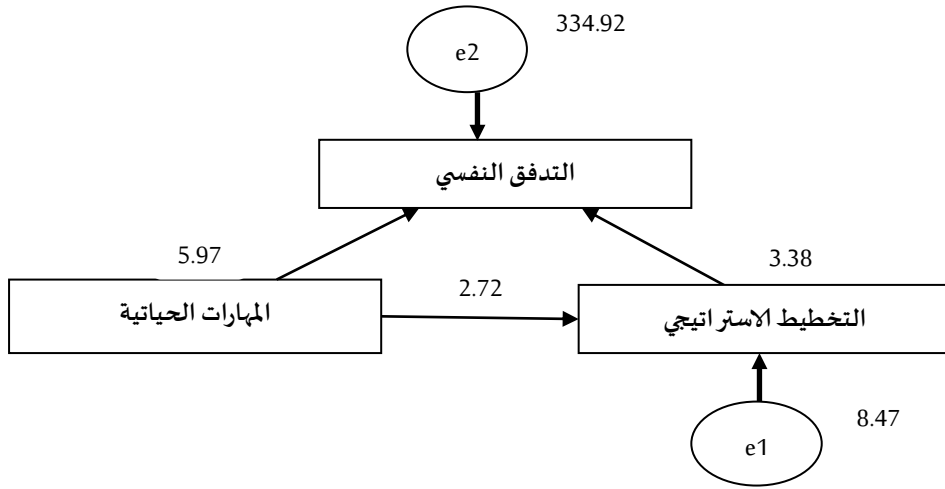 334.92
e2
التدفق النفسي
5.97
3.38
2.72
المهارات الحياتية
التخطيط الاستراتيجي
8.47
e1